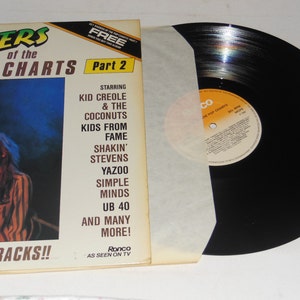 ERS
of the
CHARTS
Part 2
FREE
STARRING
KID CREOLE
& THE
COCONUTS
KIDS FROM
FAME
SHAKIN'
STEVENS
YAZOO
SIMPLE
MINDS
UB 40
AND MANY
MORE!
RACKS!!
Ronco
AS SEEN ON TV